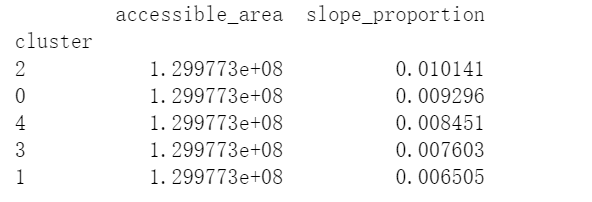 accessible_area slope_proportion
cluster
2 1.299773e+08 0.010141
0 1.299773e+08 0.009296
4 1.299773e+08 0.008451
3 1.299773e+08 0.007603
1 1.299773e+08 0.006505